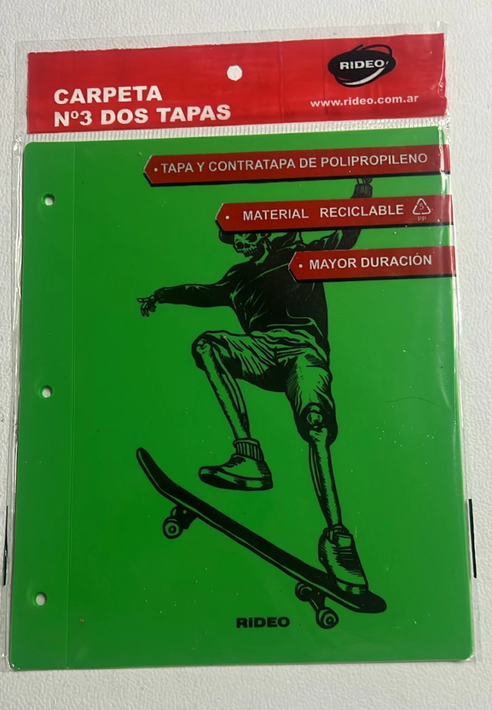 RIDEO
www.rideo.com.ar
CARPETA
Nº3 DOS TAPAS
• TAPA Y CONTRATAPA DE POLIPROPILENO
• MATERIAL RECICLABLE 5 PP
• MAYOR DURACIÓN
RIDEO